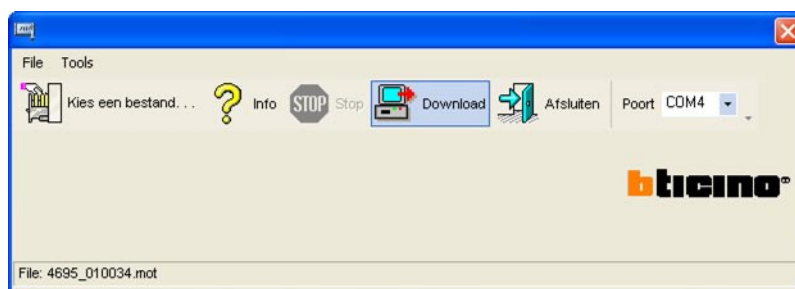 File Tools
Kies een bestand... Info STOP Stop Download Afsluiten Poort COM4
bticino
File: 4695_010034.mot